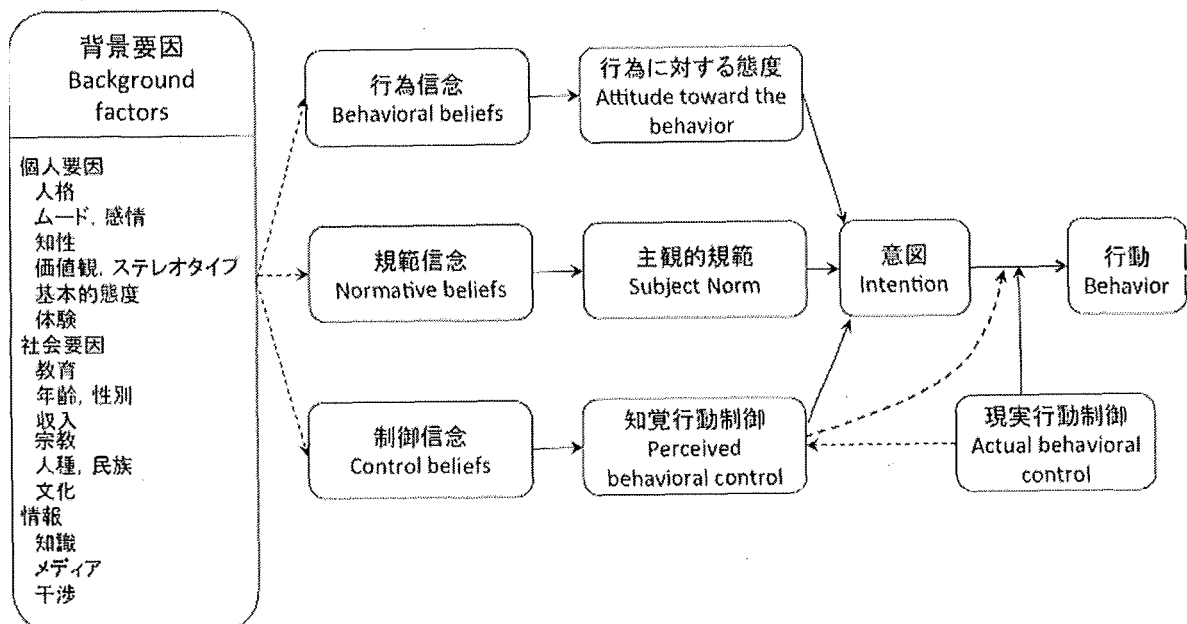 背景要因
Background
factors
個人要因
人格
ムード, 感情
知性
価値観, ステレオタイプ
基本的態度
体験
社会要因
教育
年齢, 性別
収入
宗教
人種, 民族
文化
情報
知識
メディア
干渉
行為信念
Behavioral beliefs
規範信念
Normative beliefs
制御信念
Control beliefs
行為に対する態度
Attitude toward the
behavior
主観的規範
Subject Norm
知覚行動制御
Perceived
behavioral control
意図
Intention
現実行動制御
Actual behavioral
control
行動
Behavior